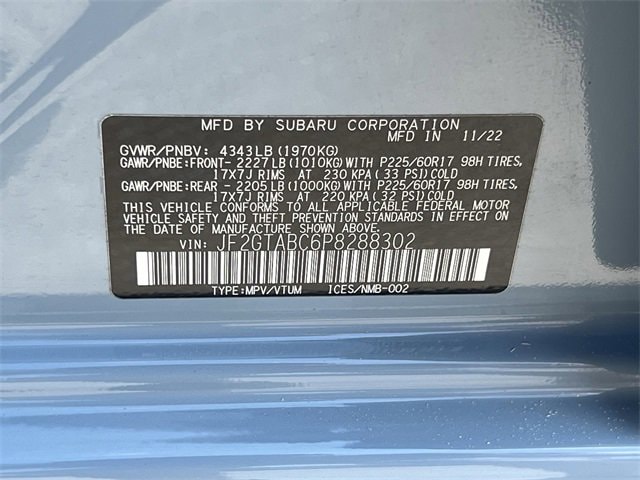 MFD BY SUBARU CORPORATION
MFD IN 11/22
GVWR/PNBV: 4343LB (1970KG)
GAWR/PNBE:FRONT- 2227LB (1010KG) WITH P225/60R17 98H TIRES,
17X7J RIMS AT 230 KPA ( 33 PSI) COLD
GAWR/PNBE:REAR - 2205LB (1000KG) WITH P225/60R17 98H TIRES,
17X7J RIMS AT 220 KPA ( 32 PSI) COLD
THIS VEHICLE CONFORMS TO ALL APPLICABLE FEDERAL MOTOR
VEHICLE SAFETY, BUMPER AND THEFT PREVENTION STANDARDS IN EFFECT ON
THE DATE OF MANUFACTURE SHOWN ABOVE.
VIN: JF2GTABC6P8288302
TYPE:MPV/VTUM ICES/NMB-002